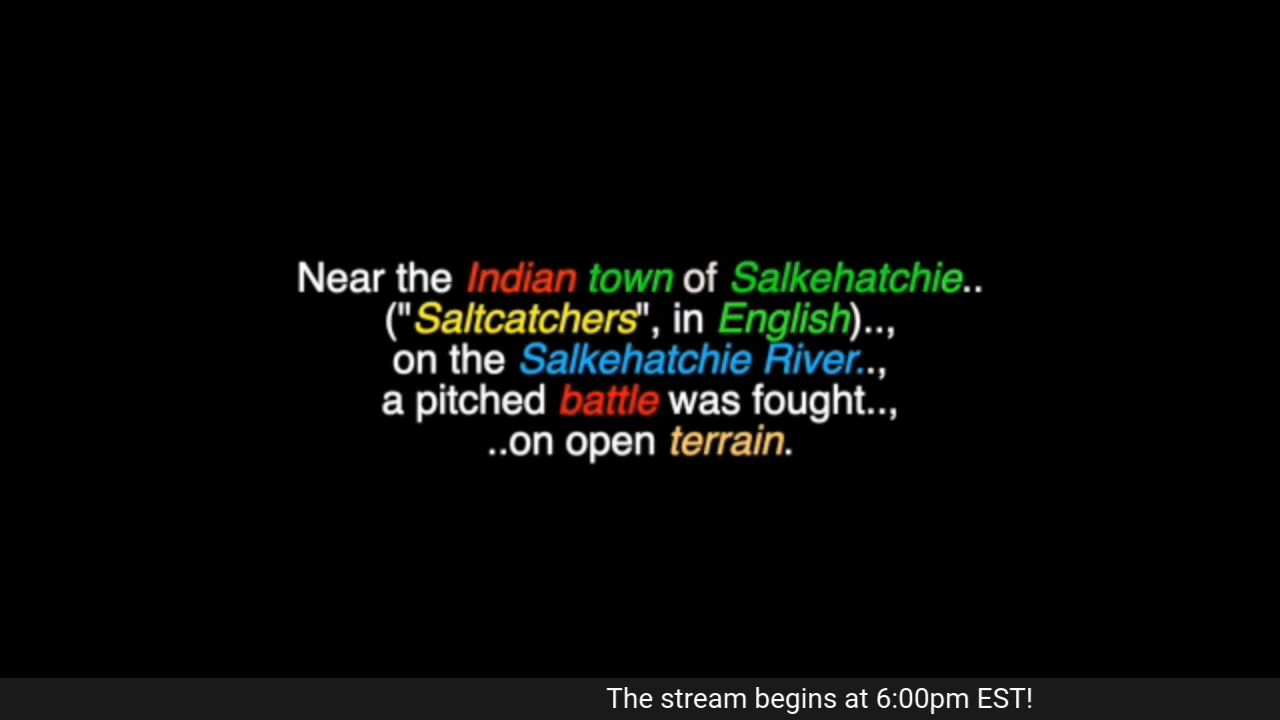 Near the Indian town of Salkehatchie..
("Saltcatchers", in English)..,
on the Salkehatchie River..,
a pitched battle was fought..,
..on open terrain.
The stream begins at 6:00pm EST!